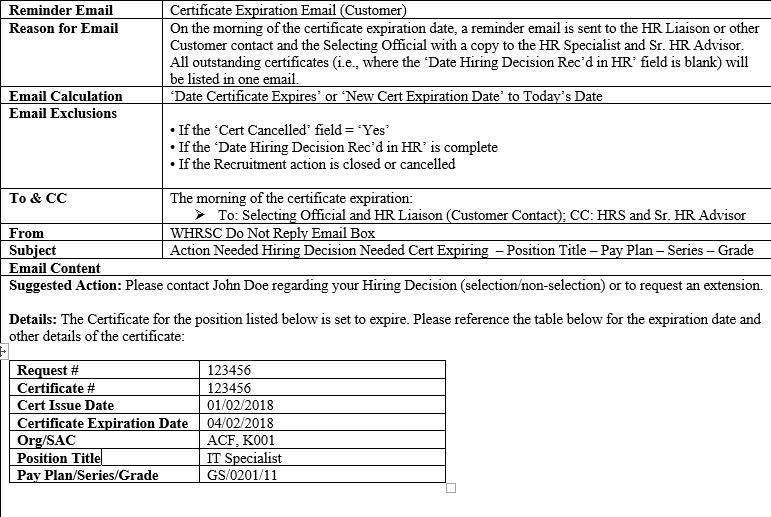 Reminder Email Certificate Expiration Email (Customer)
Reason for Email On the morning of the certificate expiration date, a reminder email is sent to the HR Liaison or other
Customer contact and the Selecting Official with a copy to the HR Specialist and Sr. HR Advisor.
All outstanding certificates (i.e., where the ‘Date Hiring Decision Rec’d in HR’ field is blank) will
be listed in one email.
Email Calculation ‘Date Certificate Expires’ or ‘New Cert Expiration Date’ to Today’s Date
Email Exclusions
• If the ‘Cert Cancelled’ field = ‘Yes’
• If the ‘Date Hiring Decision Rec’d in HR’ is complete
• If the Recruitment action is closed or cancelled
To & CC The morning of the certificate expiration:
➢ To: Selecting Official and HR Liaison (Customer Contact); CC: HRS and Sr. HR Advisor
From WHRSC Do Not Reply Email Box
Subject Action Needed Hiring Decision Needed Cert Expiring – Position Title – Pay Plan – Series – Grade
Email Content
Suggested Action: Please contact John Doe regarding your Hiring Decision (selection/non-selection) or to request an extension.
Details: The Certificate for the position listed below is set to expire. Please reference the table below for the expiration date and
other details of the certificate:
Request # 123456
Certificate # 123456
Cert Issue Date 01/02/2018
Certificate Expiration Date 04/02/2018
Org/SAC ACF, K001
Position Title IT Specialist
Pay Plan/Series/Grade GS/0201/11